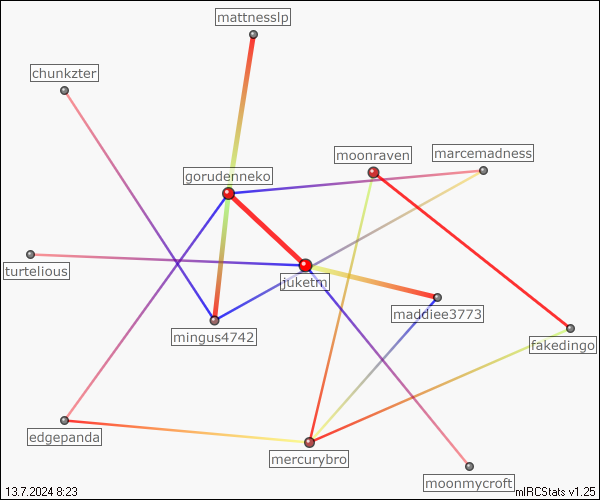 mattnesslp
chunkzter
moonraven
marcemadness
gorudenneko
turtelious
juketm
maddiee3773
mingus4742
fakedingo
edgepanda
mercurybro
moonmycroft
13.7.2024 8:23
mIRCStats v1.25